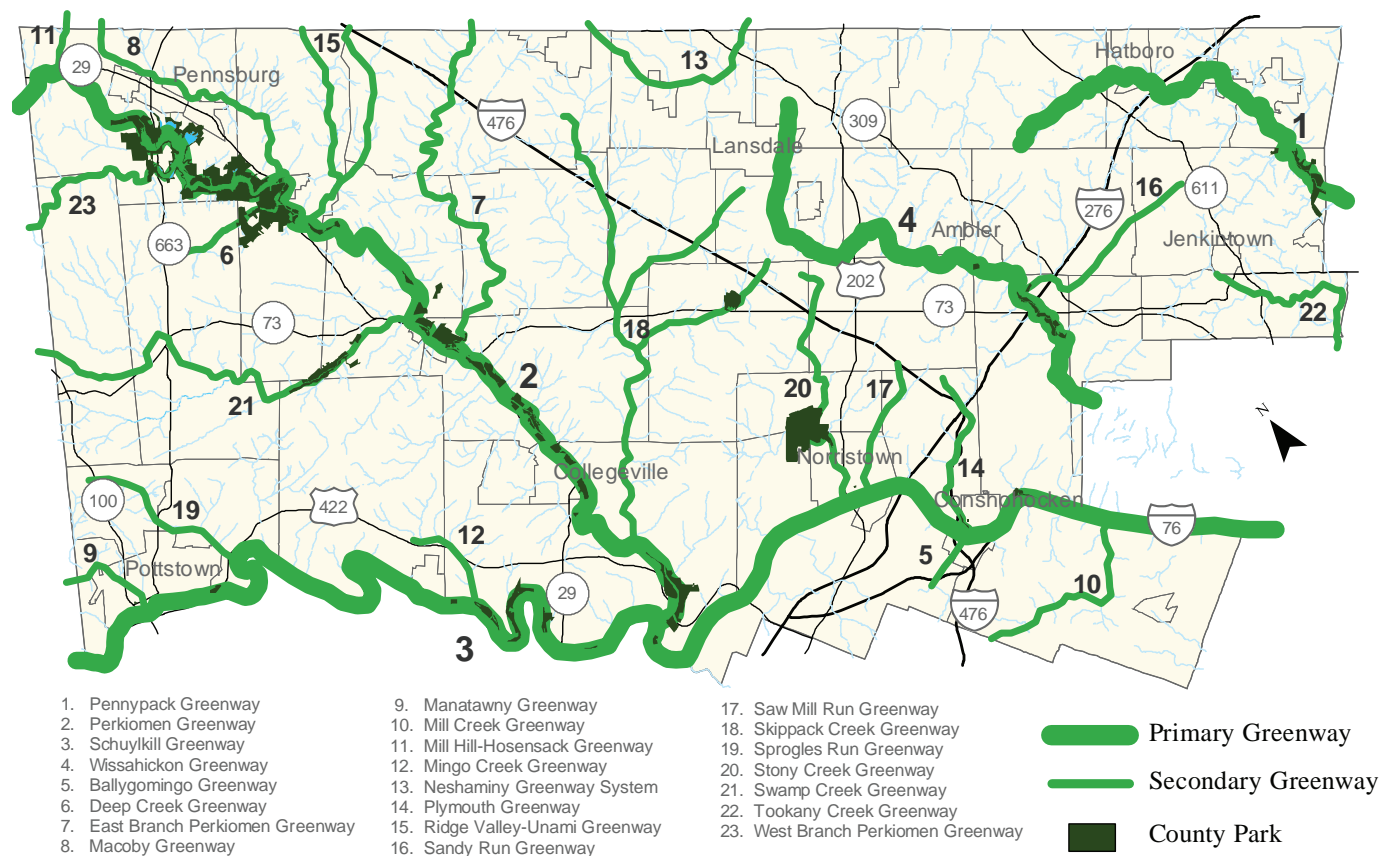 11
8
15
13
Hatboro
29
Pennsburg
476
309
1
Lansdale
23
7
16
611
276
4
Ambler
Jenkintown
663
6
202
73
73
18
22
2
20
17
21
N
Norristown
Collegeville
14
Conshohocken
100
19
422
76
12
9
Pottstown
5
10
29
476
3
1. Pennypack Greenway
2. Perkiomen Greenway
3. Schuylkill Greenway
4. Wissahickon Greenway
5. Ballygomingo Greenway
6. Deep Creek Greenway
7. East Branch Perkiomen Greenway
8. Macoby Greenway
9. Manatawny Greenway
10. Mill Creek Greenway
11. Mill Hill-Hosensack Greenway
12. Mingo Creek Greenway
13. Neshaminy Greenway System
14. Plymouth Greenway
15. Ridge Valley-Unami Greenway
16. Sandy Run Greenway
17. Saw Mill Run Greenway
18. Skippack Creek Greenway
19. Sprogles Run Greenway
20. Stony Creek Greenway
21. Swamp Creek Greenway
22. Tookany Creek Greenway
23. West Branch Perkiomen Greenway
Primary Greenway
Secondary Greenway
County Park